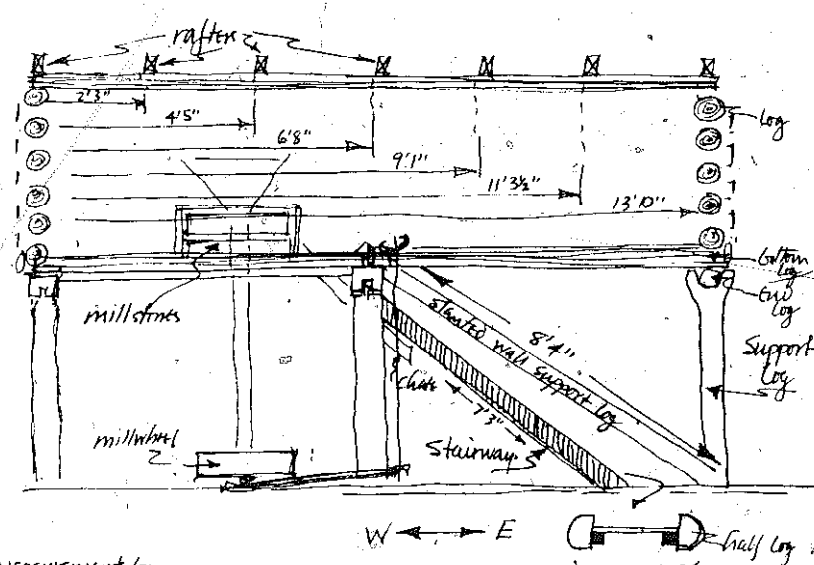 rafters
2'3"
4'5"
6'8"
9'1"
11'3½"
13'10"
log
bottom
log
End
log
millstones
Support
log
8'4"
slanted wall support log
chute
7'3"
Stairway
millwheel
W E
half log